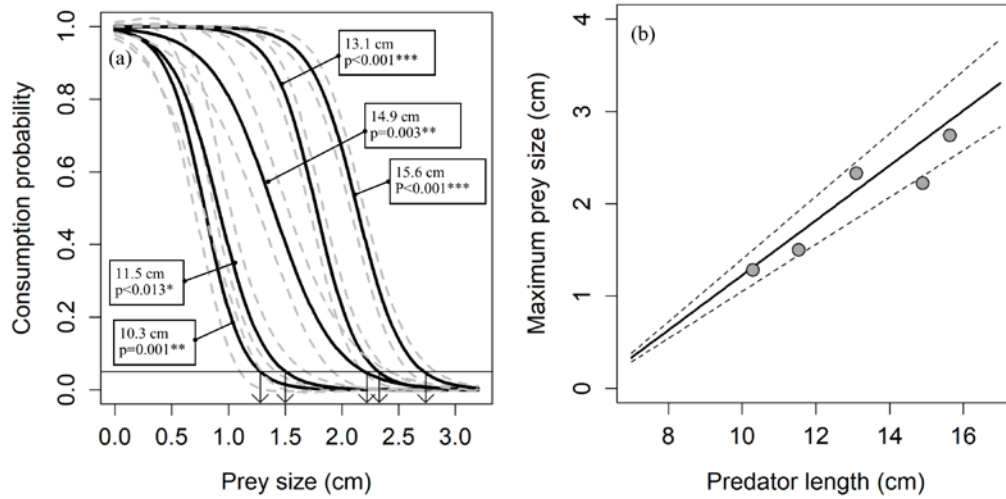 (a)
13.1 cm
p<0.001***
14.9 cm
p=0.003**
15.6 cm
P<0.001***
11.5 cm
p<0.013*
10.3 cm
p=0.001**
Consumption probability
1.0
0.8
0.6
0.4
0.2
0.0
0.0 0.5 1.0 1.5 2.0 2.5 3.0
Prey size (cm)
(b)
Maximum prey size (cm)
4
3
2
1
0
8 10 12 14 16
Predator length (cm)